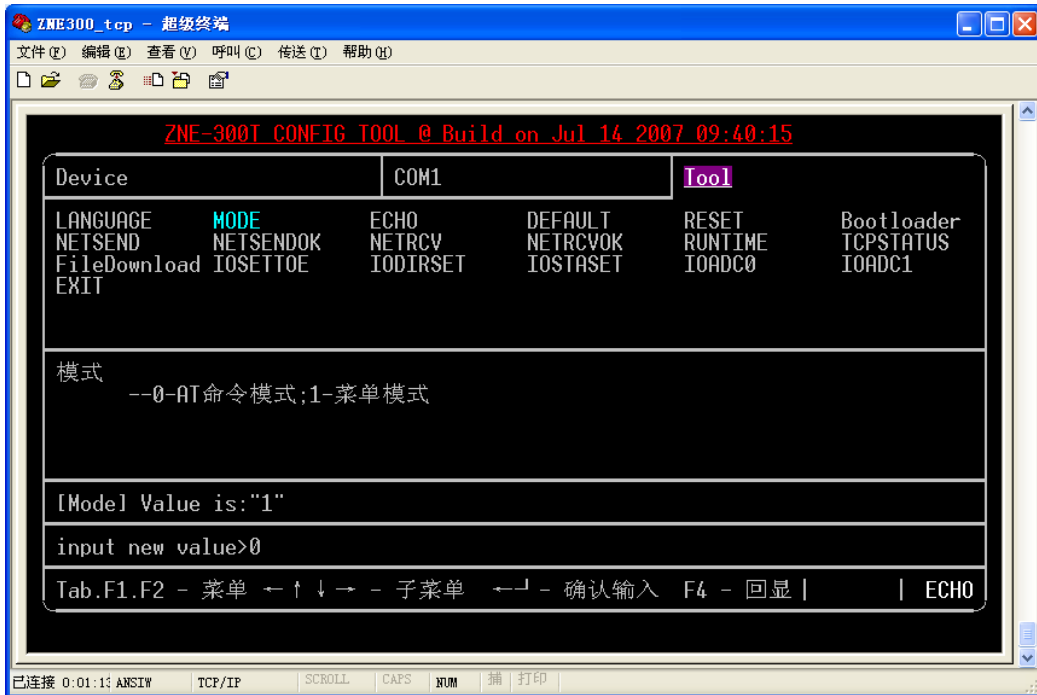 ZNE300_tcp - 超级终端
文件(F) 编辑(E) 查看(V) 呼叫(C) 传送(T) 帮助(H)
ZNE-300T CONFIG TOOL @ Build on Jul 14 2007 09:40:15
Device COM1 Tool
LANGUAGE MODE ECHO DEFAULT RESET Bootloader
NETSEND NETSENDOK NETRCV NETRCVOK RUNTIME TCPSTATUS
FileDownload IOSETTOE IODIRSET IOSTASET IOADC0 IOADC1
EXIT
模式
--0-AT命令模式;1-菜单模式
[Mode] Value is:"1"
input new value>0
Tab.F1.F2 - 菜单 ←↑↓→ - 子菜单 ←┘ - 确认输入 F4 - 回显 | | ECHO
已连接 0:01:13 ANSIW TCP/IP SCROLL CAPS NUM 捕 打印